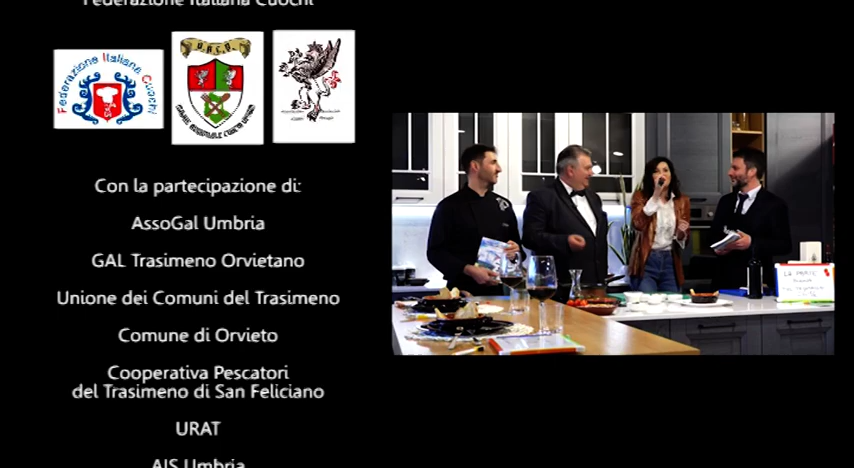 Federazione Italiana Cuochi
Federazione Italiana Cuochi
U.R.C.U.
Con la partecipazione di:
AssoGal Umbria
GAL Trasimeno Orvietano
Unione dei Comuni del Trasimeno
Comune di Orvieto
Cooperativa Pescatori
del Trasimeno di San Feliciano
URAT
AIS Umbria